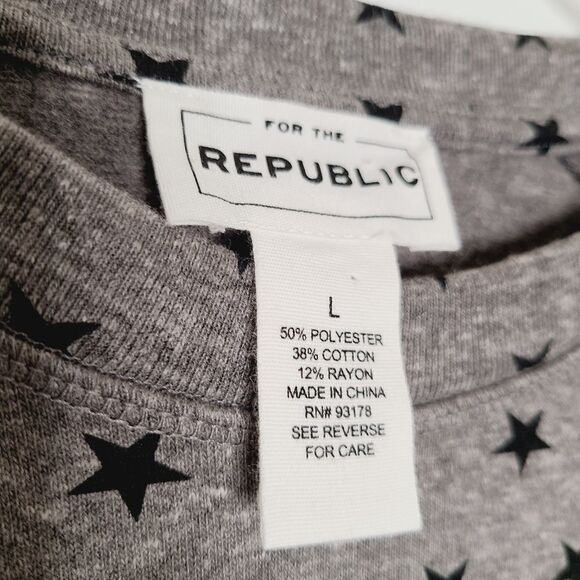 FOR THE
REPUBLIC
L
50% POLYESTER
38% COTTON
12% RAYON
MADE IN CHINA
RN# 93178
SEE REVERSE
FOR CARE